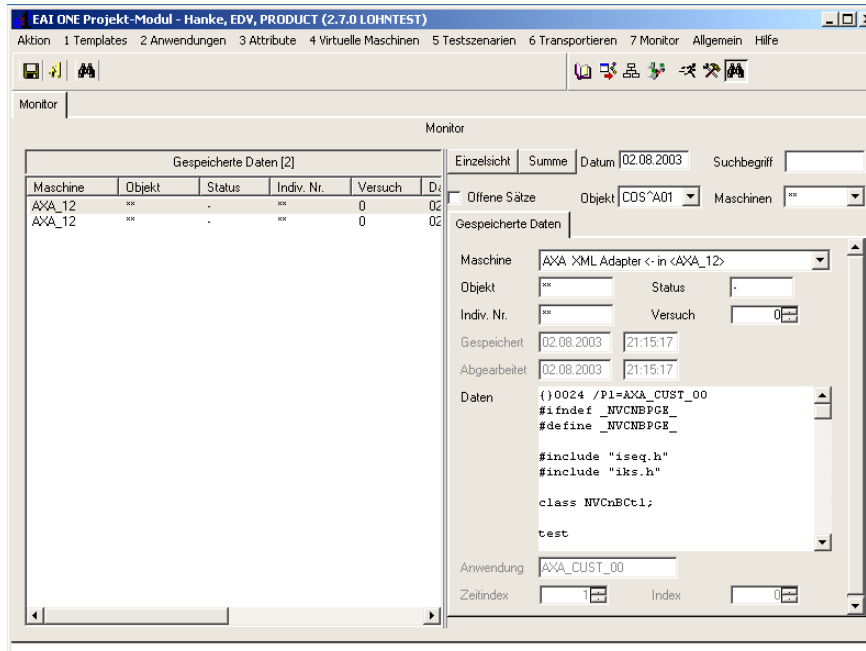 EAI ONE Projekt-Modul - Hanke, EDV, PRODUCT (2.7.0 LOHNTEST)
Aktion 1 Templates 2 Anwendungen 3 Attribute 4 Virtuelle Maschinen 5 Testszenarien 6 Transportieren 7 Monitor Allgemein Hilfe
Monitor
Monitor
Gespeicherte Daten [2]
Maschine Objekt Status Indiv. Nr. Versuch
AXA_12 ** - ** 0 02
AXA_12 ** - ** 0 02
Einzelsicht Summe Datum 02.08.2003 Suchbegriff
Offene Sätze Objekt COS^A01 Maschinen **
Gespeicherte Daten
Maschine AXA XML Adapter <- in <AXA_12>
Objekt ** Status -
Indiv. Nr. ** Versuch 0
Gespeichert 02.08.2003 21:15:17
Abgearbeitet 02.08.2003 21:15:17
Daten {}0024 /P1=AXA_CUST_00
#ifndef _NVCNBPGE_
#define _NVCNBPGE_
#include "iseq.h"
#include "iks.h"
class NVCnBCtl;
test
Anwendung AXA_CUST_00
Zeitindex 1 Index 0